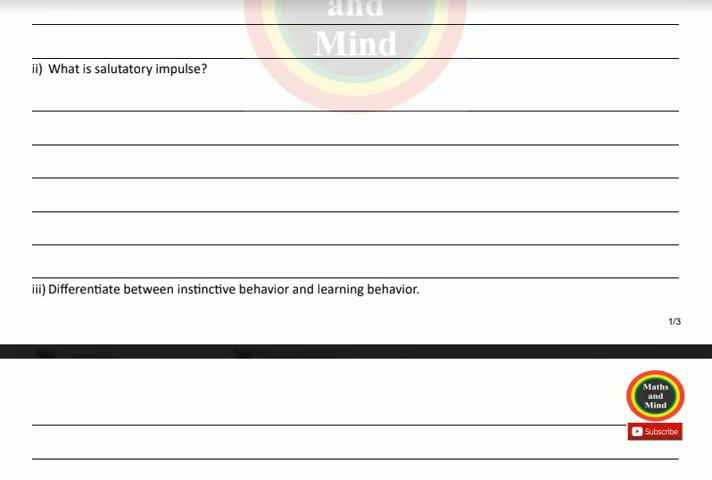 and
Mind
ii) What is salutatory impulse?
iii) Differentiate between instinctive behavior and learning behavior.
1/3
Maths
and
Mind
Subscribe